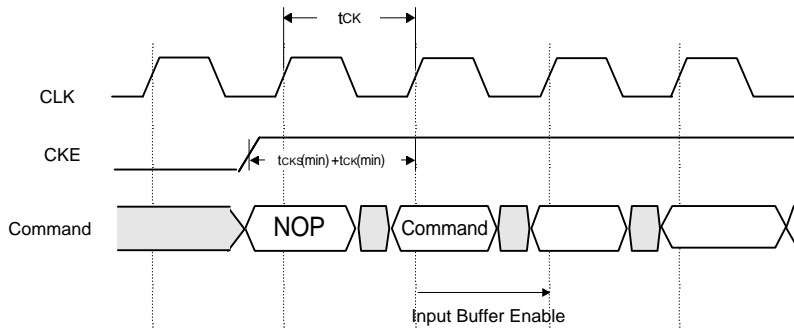 tCK
CLK
CKE
tCKS(min)+tCK(min)
Command
NOP
Command
Input Buffer Enable